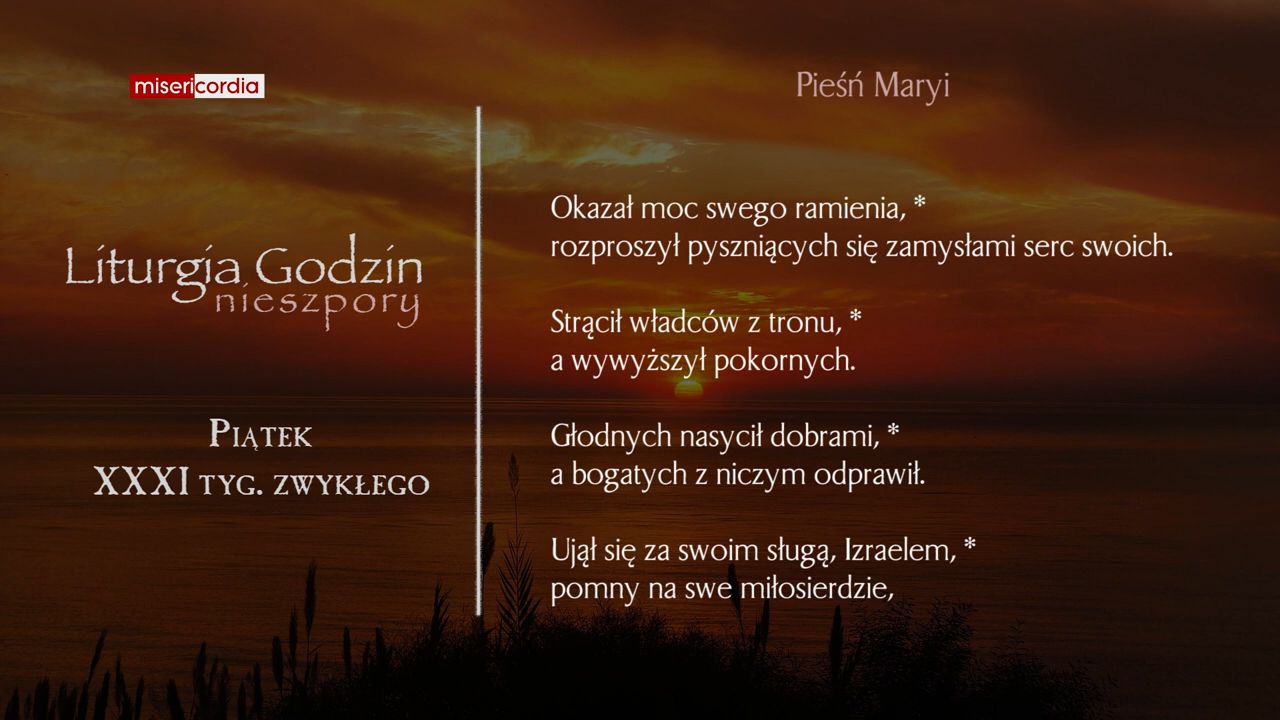 misericordia
Liturgia Godzin
nieszpory
Piątek
XXXI tyg. zwykłego
Pieśń Maryi
Okazał moc swego ramienia, *
rozproszył pyszniących się zamysłami serc swoich.
Strącił władców z tronu, *
a wywyższył pokornych.
Głodnych nasycił dobrami, *
a bogatych z niczym odprawił.
Ujął się za swoim sługą, Izraelem, *
pomny na swe miłosierdzie,